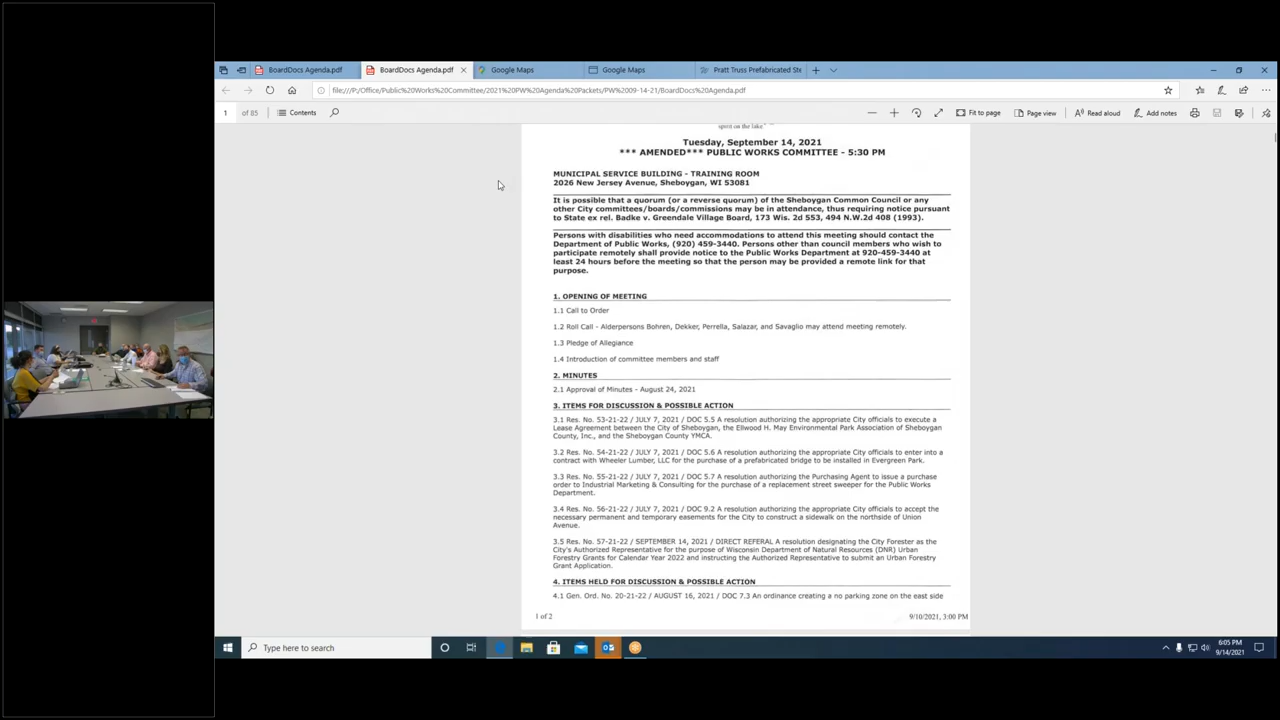 BoardDocs Agenda.pdf
BoardDocs Agenda.pdf
Google Maps
Google Maps
Pratt Truss Prefabricated Ste
file:///P:/Office/Public%20Works%20Committee/2021%20PW%20Agenda%20Packets/PW%2009-14-21/BoardDocs%20Agenda.pdf
1 of 85
Contents
Fit to page
Page view
Read aloud
Add notes
spirit on the lake."
Tuesday, September 14, 2021
*** AMENDED*** PUBLIC WORKS COMMITTEE - 5:30 PM
MUNICIPAL SERVICE BUILDING - TRAINING ROOM
2026 New Jersey Avenue, Sheboygan, WI 53081
It is possible that a quorum (or a reverse quorum) of the Sheboygan Common Council or any
other City committees/boards/commissions may be in attendance, thus requiring notice pursuant
to State ex rel. Badke v. Greendale Village Board, 173 Wis. 2d 553, 494 N.W.2d 408 (1993).
Persons with disabilities who need accommodations to attend this meeting should contact the
Department of Public Works, (920) 459-3440. Persons other than council members who wish to
participate remotely shall provide notice to the Public Works Department at 920-459-3440 at
least 24 hours before the meeting so that the person may be provided a remote link for that
purpose.
1. OPENING OF MEETING
1.1 Call to Order
1.2 Roll Call - Alderpersons Bohren, Dekker, Perrella, Salazar, and Savaglio may attend meeting remotely.
1.3 Pledge of Allegiance
1.4 Introduction of committee members and staff
2. MINUTES
2.1 Approval of Minutes - August 24, 2021
3. ITEMS FOR DISCUSSION & POSSIBLE ACTION
3.1 Res. No. 53-21-22 / JULY 7, 2021 / DOC 5.5 A resolution authorizing the appropriate City officials to execute a
Lease Agreement between the City of Sheboygan, the Ellwood H. May Environmental Park Association of Sheboygan
County, Inc., and the Sheboygan County YMCA.
3.2 Res. No. 54-21-22 / JULY 7, 2021 / DOC 5.6 A resolution authorizing the appropriate City officials to enter into a
contract with Wheeler Lumber, LLC for the purchase of a prefabricated bridge to be installed in Evergreen Park.
3.3 Res. No. 55-21-22 / JULY 7, 2021 / DOC 5.7 A resolution authorizing the Purchasing Agent to issue a purchase
order to Industrial Marketing & Consulting for the purchase of a replacement street sweeper for the Public Works
Department.
3.4 Res. No. 56-21-22 / JULY 7, 2021 / DOC 9.2 A resolution authorizing the appropriate City officials to accept the
necessary permanent and temporary easements for the City to construct a sidewalk on the northside of Union
Avenue.
3.5 Res. No. 57-21-22 / SEPTEMBER 14, 2021 / DIRECT REFERAL A resolution designating the City Forester as the
City's Authorized Representative for the purpose of Wisconsin Department of Natural Resources (DNR) Urban
Forestry Grants for Calendar Year 2022 and instructing the Authorized Representative to submit an Urban Forestry
Grant Application.
4. ITEMS HELD FOR DISCUSSION & POSSIBLE ACTION
4.1 Gen. Ord. No. 20-21-22 / AUGUST 16, 2021 / DOC 7.3 An ordinance creating a no parking zone on the east side
1 of 2
9/10/2021, 3:00 PM
Type here to search
6:05 PM
9/14/2021